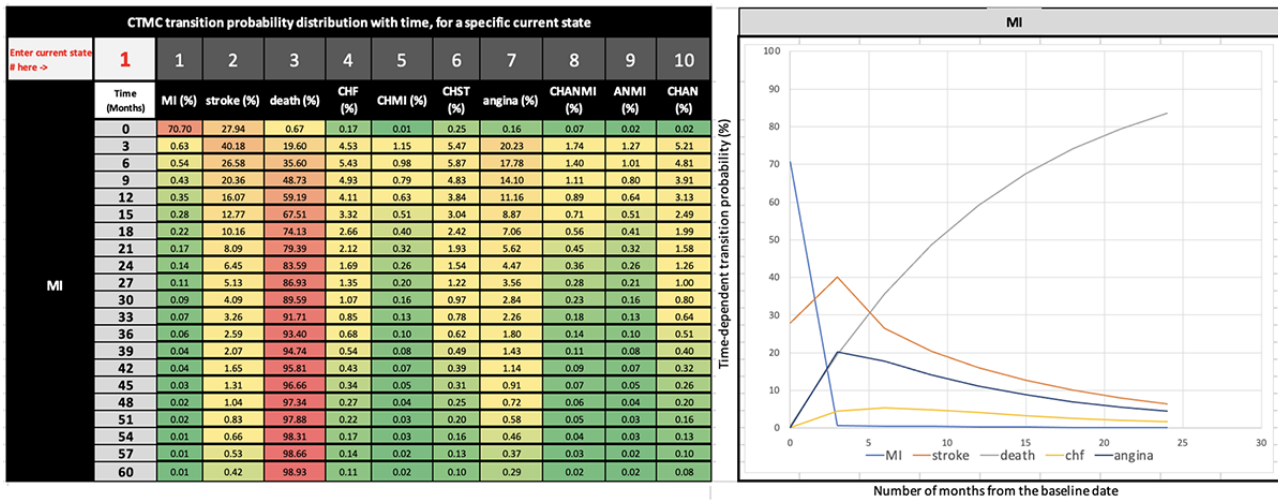 CTMC transition probability distribution with time, for a specific current state
Enter current state # here -> 1 1 2 3 4 5 6 7 8 9 10
Time (Months) MI (%) stroke (%) death (%) CHF (%) CHMI (%) CHST (%) angina (%) CHANMI (%) ANMI (%) CHAN (%)
MI
0 70.70 27.94 0.67 0.17 0.01 0.25 0.16 0.07 0.02 0.02
3 0.63 40.18 19.60 4.53 1.15 5.47 20.23 1.74 1.27 5.21
6 0.54 26.58 35.60 5.43 0.98 5.87 17.78 1.40 1.01 4.81
9 0.43 20.36 48.73 4.93 0.79 4.83 14.10 1.11 0.80 3.91
12 0.35 16.07 59.19 4.11 0.63 3.84 11.16 0.89 0.64 3.13
15 0.28 12.77 67.51 3.32 0.51 3.04 8.87 0.71 0.51 2.49
18 0.22 10.16 74.13 2.66 0.40 2.42 7.06 0.56 0.41 1.99
21 0.17 8.09 79.39 2.12 0.32 1.93 5.62 0.45 0.32 1.58
24 0.14 6.45 83.59 1.69 0.26 1.54 4.47 0.36 0.26 1.26
27 0.11 5.13 86.93 1.35 0.20 1.22 3.56 0.28 0.21 1.00
30 0.09 4.09 89.59 1.07 0.16 0.97 2.84 0.23 0.16 0.80
33 0.07 3.26 91.71 0.85 0.13 0.78 2.26 0.18 0.13 0.64
36 0.06 2.59 93.40 0.68 0.10 0.62 1.80 0.14 0.10 0.51
39 0.04 2.07 94.74 0.54 0.08 0.49 1.43 0.11 0.08 0.40
42 0.04 1.65 95.81 0.43 0.07 0.39 1.14 0.09 0.07 0.32
45 0.03 1.31 96.66 0.34 0.05 0.31 0.91 0.07 0.05 0.26
48 0.02 1.04 97.34 0.27 0.04 0.25 0.72 0.06 0.04 0.20
51 0.02 0.83 97.88 0.22 0.03 0.20 0.58 0.05 0.03 0.16
54 0.01 0.66 98.31 0.17 0.03 0.16 0.46 0.04 0.03 0.13
57 0.01 0.53 98.66 0.14 0.02 0.13 0.37 0.03 0.02 0.10
60 0.01 0.42 98.93 0.11 0.02 0.10 0.29 0.03 0.02 0.08
MI
Time-dependent transition probability (%)
100
90
80
70
60
50
40
30
20
10
0
0 5 10 15 20 25 30
MI stroke death chf angina
Number of months from the baseline date